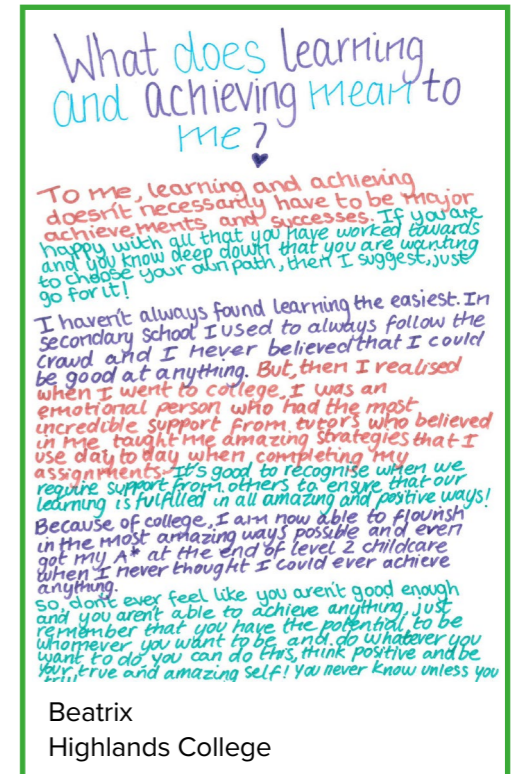 What does learning
and achieving mean to
me?
To me, learning and achieving
doesn't necessarily have to be major
achievements and successes. If you are
happy with all that you have worked towards
and you know deep down that you are wanting
to choose your own path, then I suggest, just
go for it!
I haven't always found learning the easiest. In
secondary school I used to always follow the
crowd and I never believed that I could
be good at anything. But, then I realised
when I went to college, I was an
emotional person who had the most
incredible support from tutors who believed
in me, taught me amazing strategies that I
use day to day when completing my
assignments. It's good to recognise when we
require support from others to ensure that our
learning is fulfilled in all amazing and positive ways!
Because of college, I am now able to flourish
in the most amazing ways possible and even
got my A* at the end of level 2 childcare
when I never thought I could ever achieve
anything.
So, don't ever feel like you aren't good enough
and you aren't able to achieve anything, just
remember that you have the potential to be
whomever you want to be and do whatever you
want to do, you can do this, think positive and be
your true and amazing self! You never know unless you
Beatrix
Highlands College